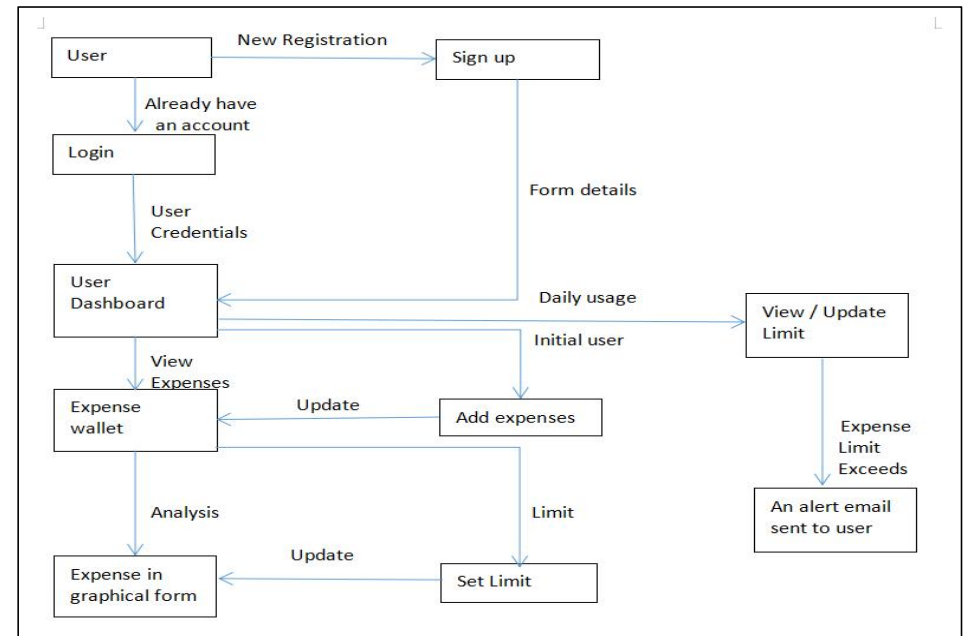 New Registration
User
Sign up
Already have
an account
Login
Form details
User
Credentials
User
Dashboard
Daily usage
View / Update
Limit
Initial user
View
Expenses
Expense
wallet
Update
Add expenses
Expense
Limit
Exceeds
Analysis
Limit
An alert email
sent to user
Update
Expense in
graphical form
Set Limit